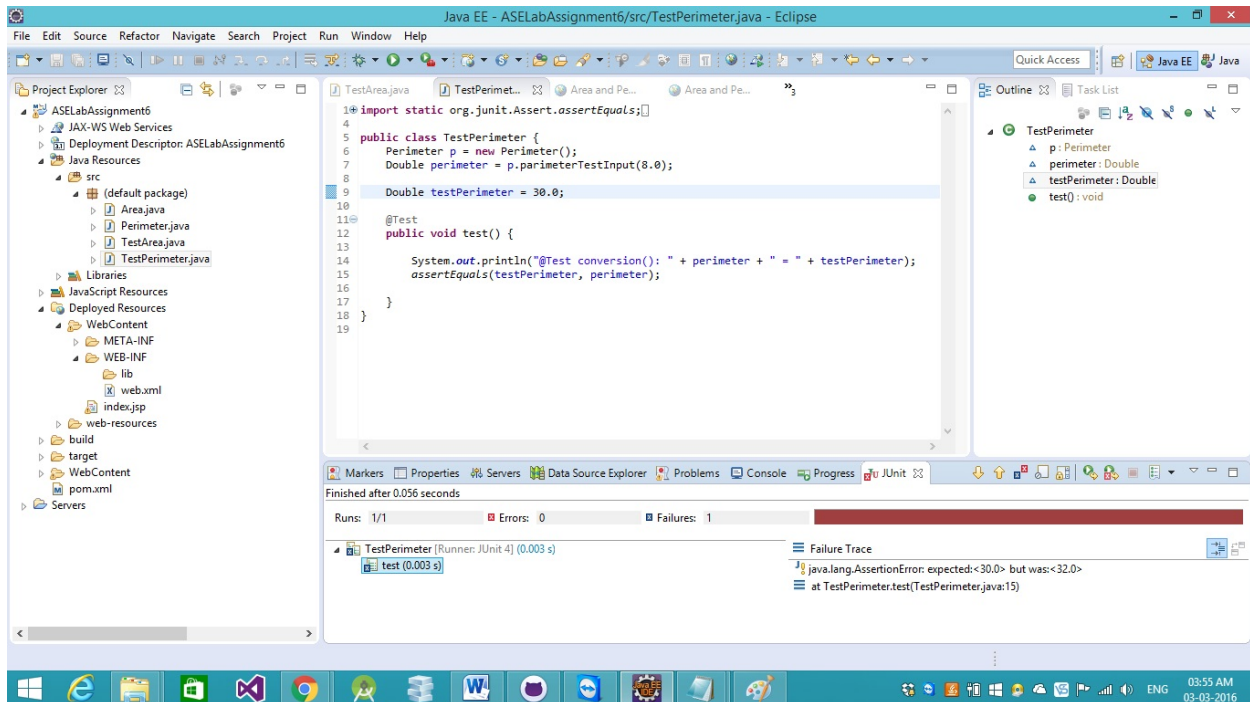 Java EE - ASELabAssignment6/src/TestPerimeter.java - Eclipse
File Edit Source Refactor Navigate Search Project Run Window Help
Quick Access Java EE Java
Project Explorer
ASELabAssignment6
JAX-WS Web Services
Deployment Descriptor: ASELabAssignment6
Java Resources
src
(default package)
Area.java
Perimeter.java
TestArea.java
TestPerimeter.java
Libraries
JavaScript Resources
Deployed Resources
WebContent
META-INF
WEB-INF
lib
web.xml
index.jsp
web-resources
build
target
WebContent
pom.xml
Servers
TestArea.java TestPerimet... Area and Pe... Area and Pe... »3
1 import static org.junit.Assert.assertEquals;
4
5 public class TestPerimeter {
6 Perimeter p = new Perimeter();
7 Double perimeter = p.parimeterTestInput(8.0);
8
9 Double testPerimeter = 30.0;
10
11 @Test
12 public void test() {
13
14 System.out.println("@Test conversion(): " + perimeter + " = " + testPerimeter);
15 assertEquals(testPerimeter, perimeter);
16
17 }
18 }
19
Outline Task List
TestPerimeter
p : Perimeter
perimeter : Double
testPerimeter : Double
test() : void
Markers Properties Servers Data Source Explorer Problems Console Progress JUnit
Finished after 0.056 seconds
Runs: 1/1 Errors: 0 Failures: 1
TestPerimeter [Runner: JUnit 4] (0.003 s)
test (0.003 s)
Failure Trace
java.lang.AssertionError: expected:<30.0> but was:<32.0>
at TestPerimeter.test(TestPerimeter.java:15)
ENG
03:55 AM
03-03-2016